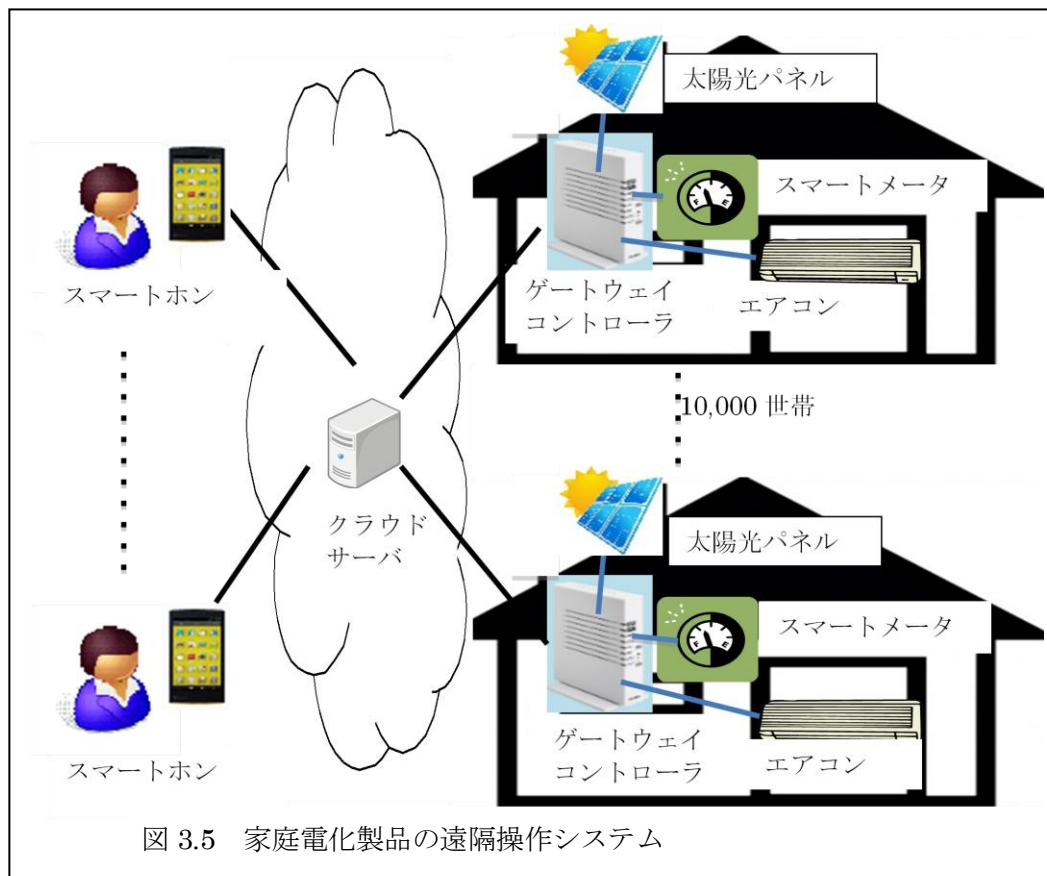 太陽光パネル
スマートメータ
スマートホン
ゲートウェイ
コントローラ
エアコン
10,000 世帯
クラウド
サーバ
太陽光パネル
スマートメータ
スマートホン
ゲートウェイ
コントローラ
エアコン
図 3.5 家庭電化製品の遠隔操作システム